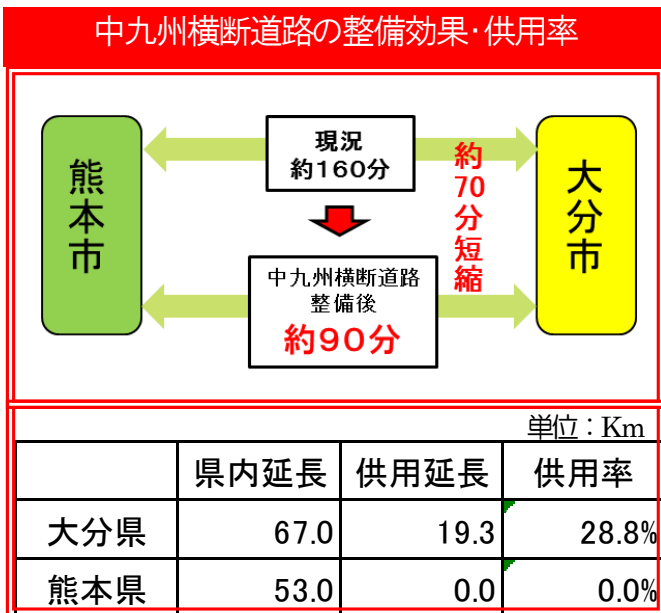 中九州横断道路の整備効果・供用率
熊本市
現況
約160分
約70分短縮
大分市
中九州横断道路
整備後
約90分
単位：Km
県内延長 供用延長 供用率
大分県 67.0 19.3 28.8%
熊本県 53.0 0.0 0.0%